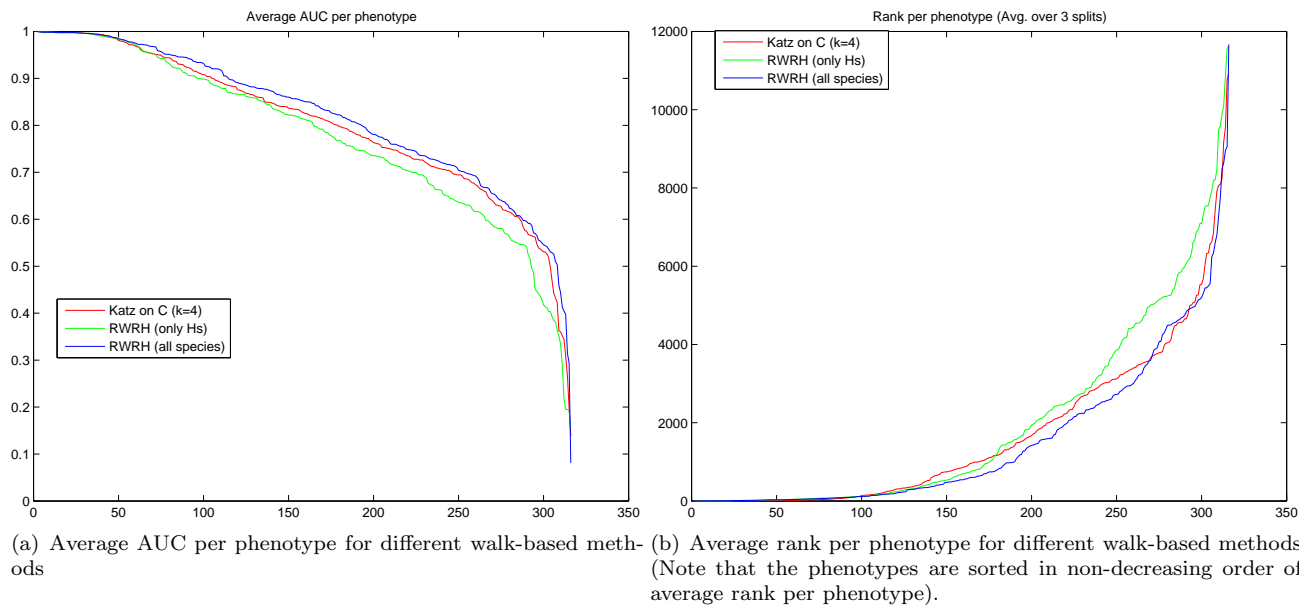 Average AUC per phenotype
1
0.9
0.8
0.7
0.6
0.5
0.4
0.3
0.2
0.1
0
Katz on C (k=4)
RWRH (only Hs)
RWRH (all species)
0 50 100 150 200 250 300 350
(a) Average AUC per phenotype for different walk-based meth-
ods
Rank per phenotype (Avg. over 3 splits)
12000
10000
8000
6000
4000
2000
0
Katz on C (k=4)
RWRH (only Hs)
RWRH (all species)
0 50 100 150 200 250 300 350
(b) Average rank per phenotype for different walk-based methods
(Note that the phenotypes are sorted in non-decreasing order of
average rank per phenotype).